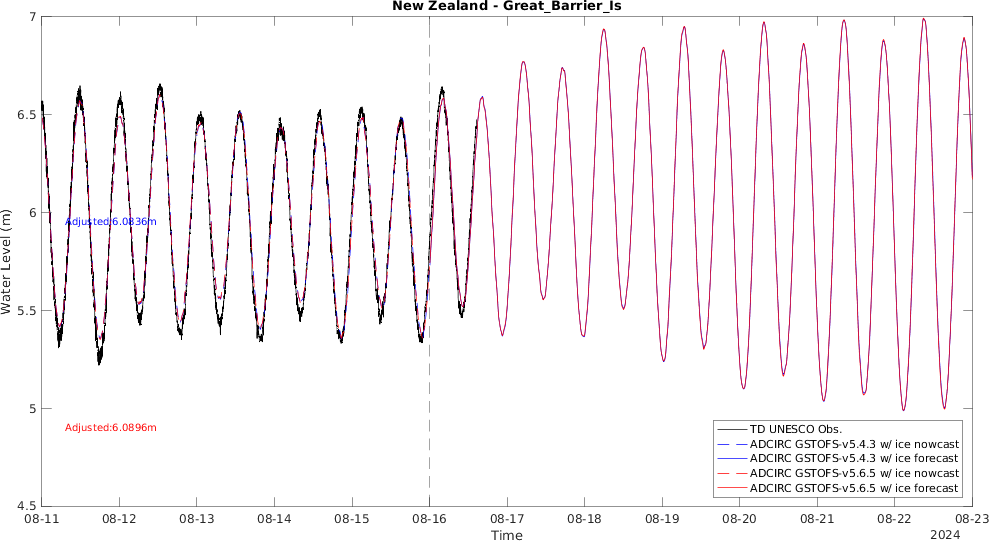 New Zealand - Great_Barrier_Is
7
6.5
6
5.5
5
4.5
Water Level (m)
Adjusted:6.0836m
Adjusted:6.0896m
TD UNESCO Obs.
ADCIRC GSTOFS-v5.4.3 w/ ice nowcast
ADCIRC GSTOFS-v5.4.3 w/ ice forecast
ADCIRC GSTOFS-v5.6.5 w/ ice nowcast
ADCIRC GSTOFS-v5.6.5 w/ ice forecast
08-11 08-12 08-13 08-14 08-15 08-16 08-17 08-18 08-19 08-20 08-21 08-22 08-23
Time
2024